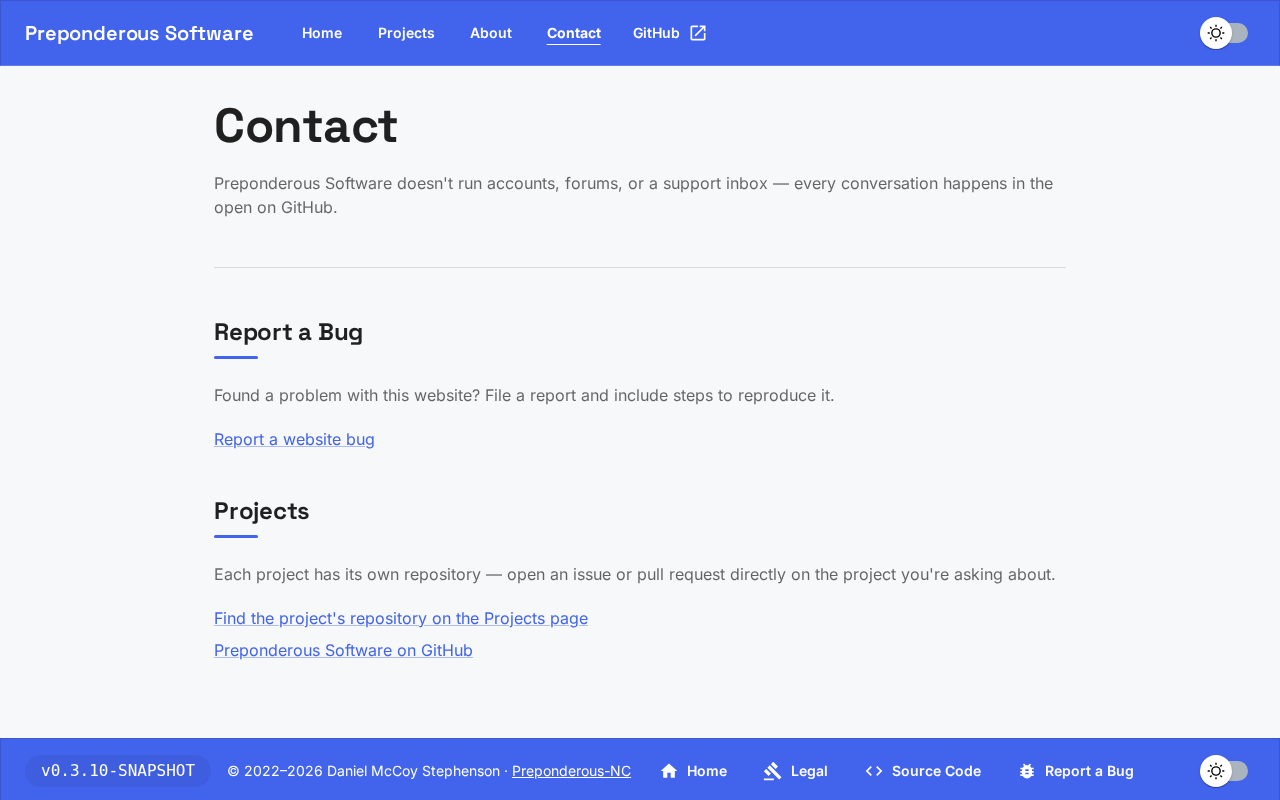 Preponderous Software
Home
Projects
About
Contact
GitHub
Contact
Preponderous Software doesn't run accounts, forums, or a support inbox — every conversation happens in the
open on GitHub.
Report a Bug
Found a problem with this website? File a report and include steps to reproduce it.
Report a website bug
Projects
Each project has its own repository — open an issue or pull request directly on the project you're asking about.
Find the project's repository on the Projects page
Preponderous Software on GitHub
v0.3.10-SNAPSHOT
© 2022–2026 Daniel McCoy Stephenson · Preponderous-NC
Home
Legal
Source Code
Report a Bug